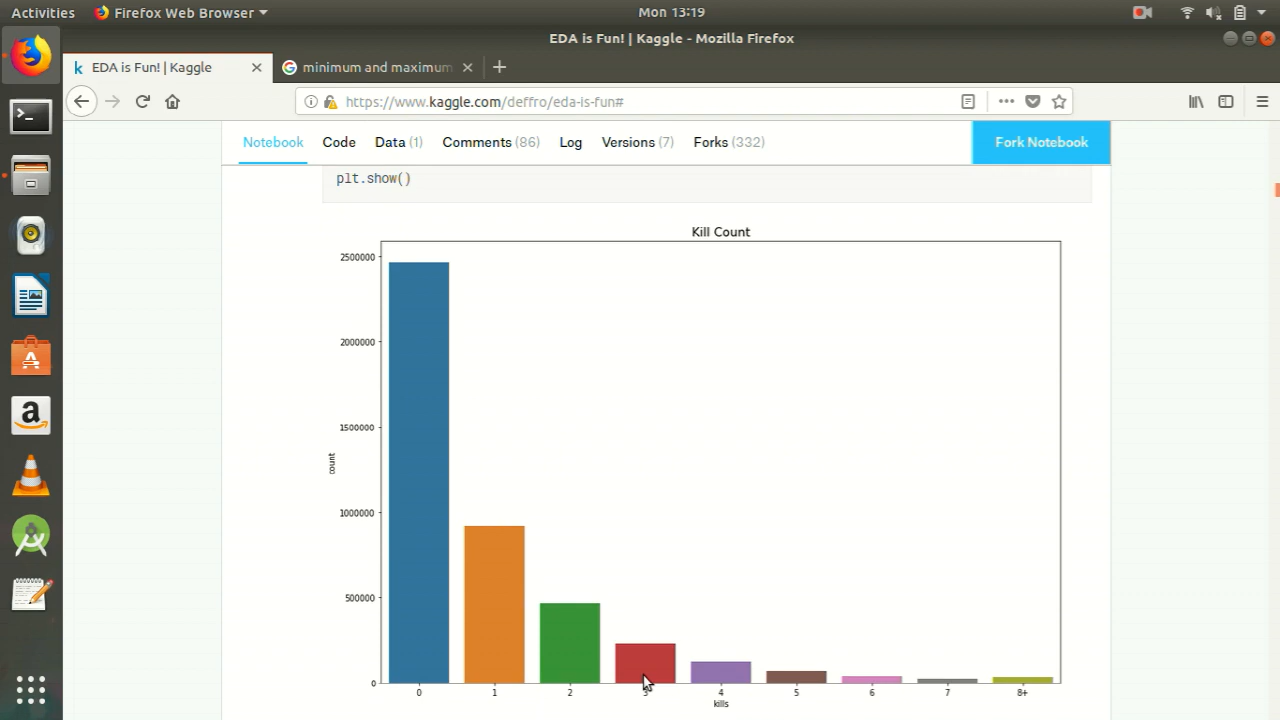 Activities
Firefox Web Browser
Mon 13:19
EDA is Fun! | Kaggle - Mozilla Firefox
EDA is Fun! | Kaggle
minimum and maximum
https://www.kaggle.com/deffro/eda-is-fun#
Notebook
Code
Data (1)
Comments (86)
Log
Versions (7)
Forks (332)
Fork Notebook
plt.show()
Kill Count
2500000
2000000
1500000
1000000
500000
0
count
0 1 2 3 4 5 6 7 8+
kills